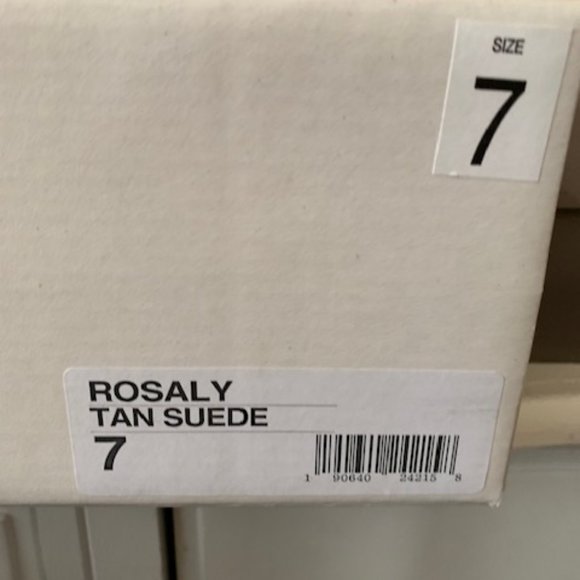 SIZE
7
ROSALY
TAN SUEDE
7
1 90640 24215 8